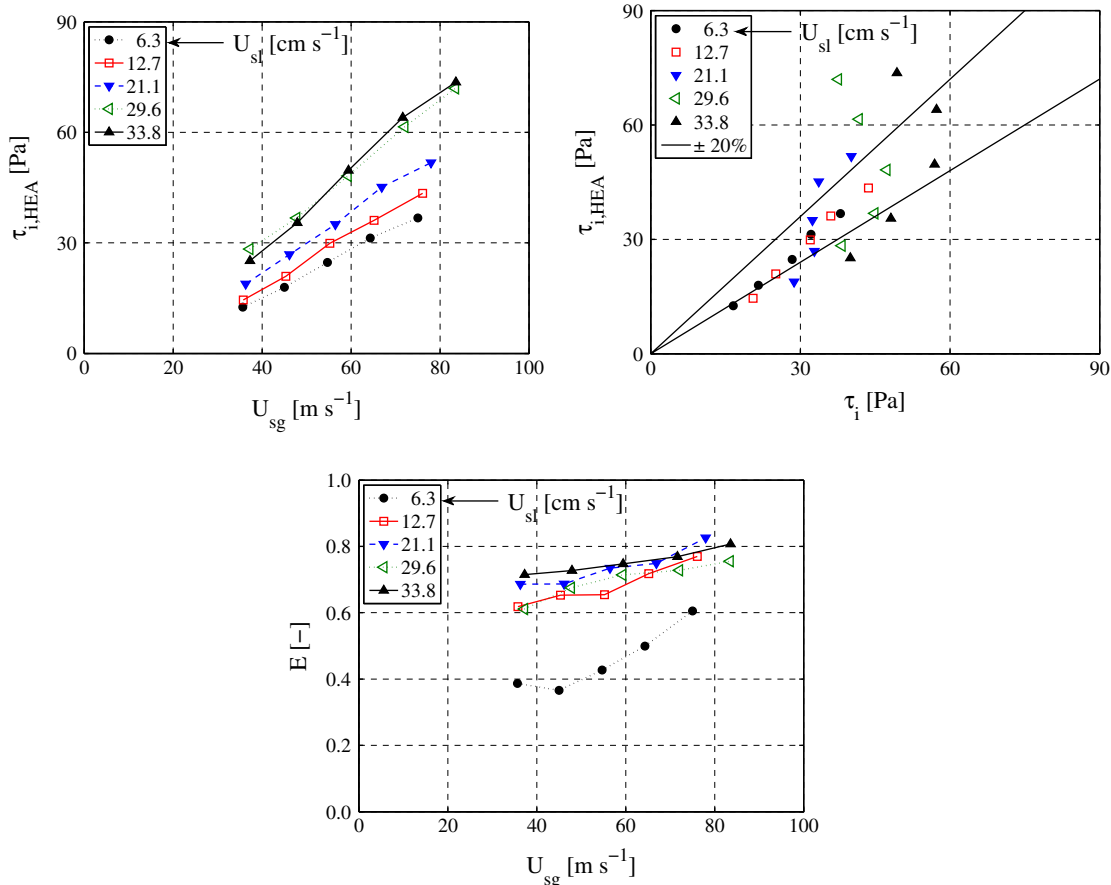 90
60
30
0
0 20 40 60 80 100
τi,HEA [Pa]
Usg [m s−1]
Usl [cm s−1]
6.3
12.7
21.1
29.6
33.8
90
60
30
0
0 30 60 90
τi,HEA [Pa]
τi [Pa]
Usl [cm s−1]
6.3
12.7
21.1
29.6
33.8
± 20%
1.0
0.8
0.6
0.4
0.2
0.0
0 20 40 60 80 100
E [-]
Usg [m s−1]
Usl [cm s−1]
6.3
12.7
21.1
29.6
33.8